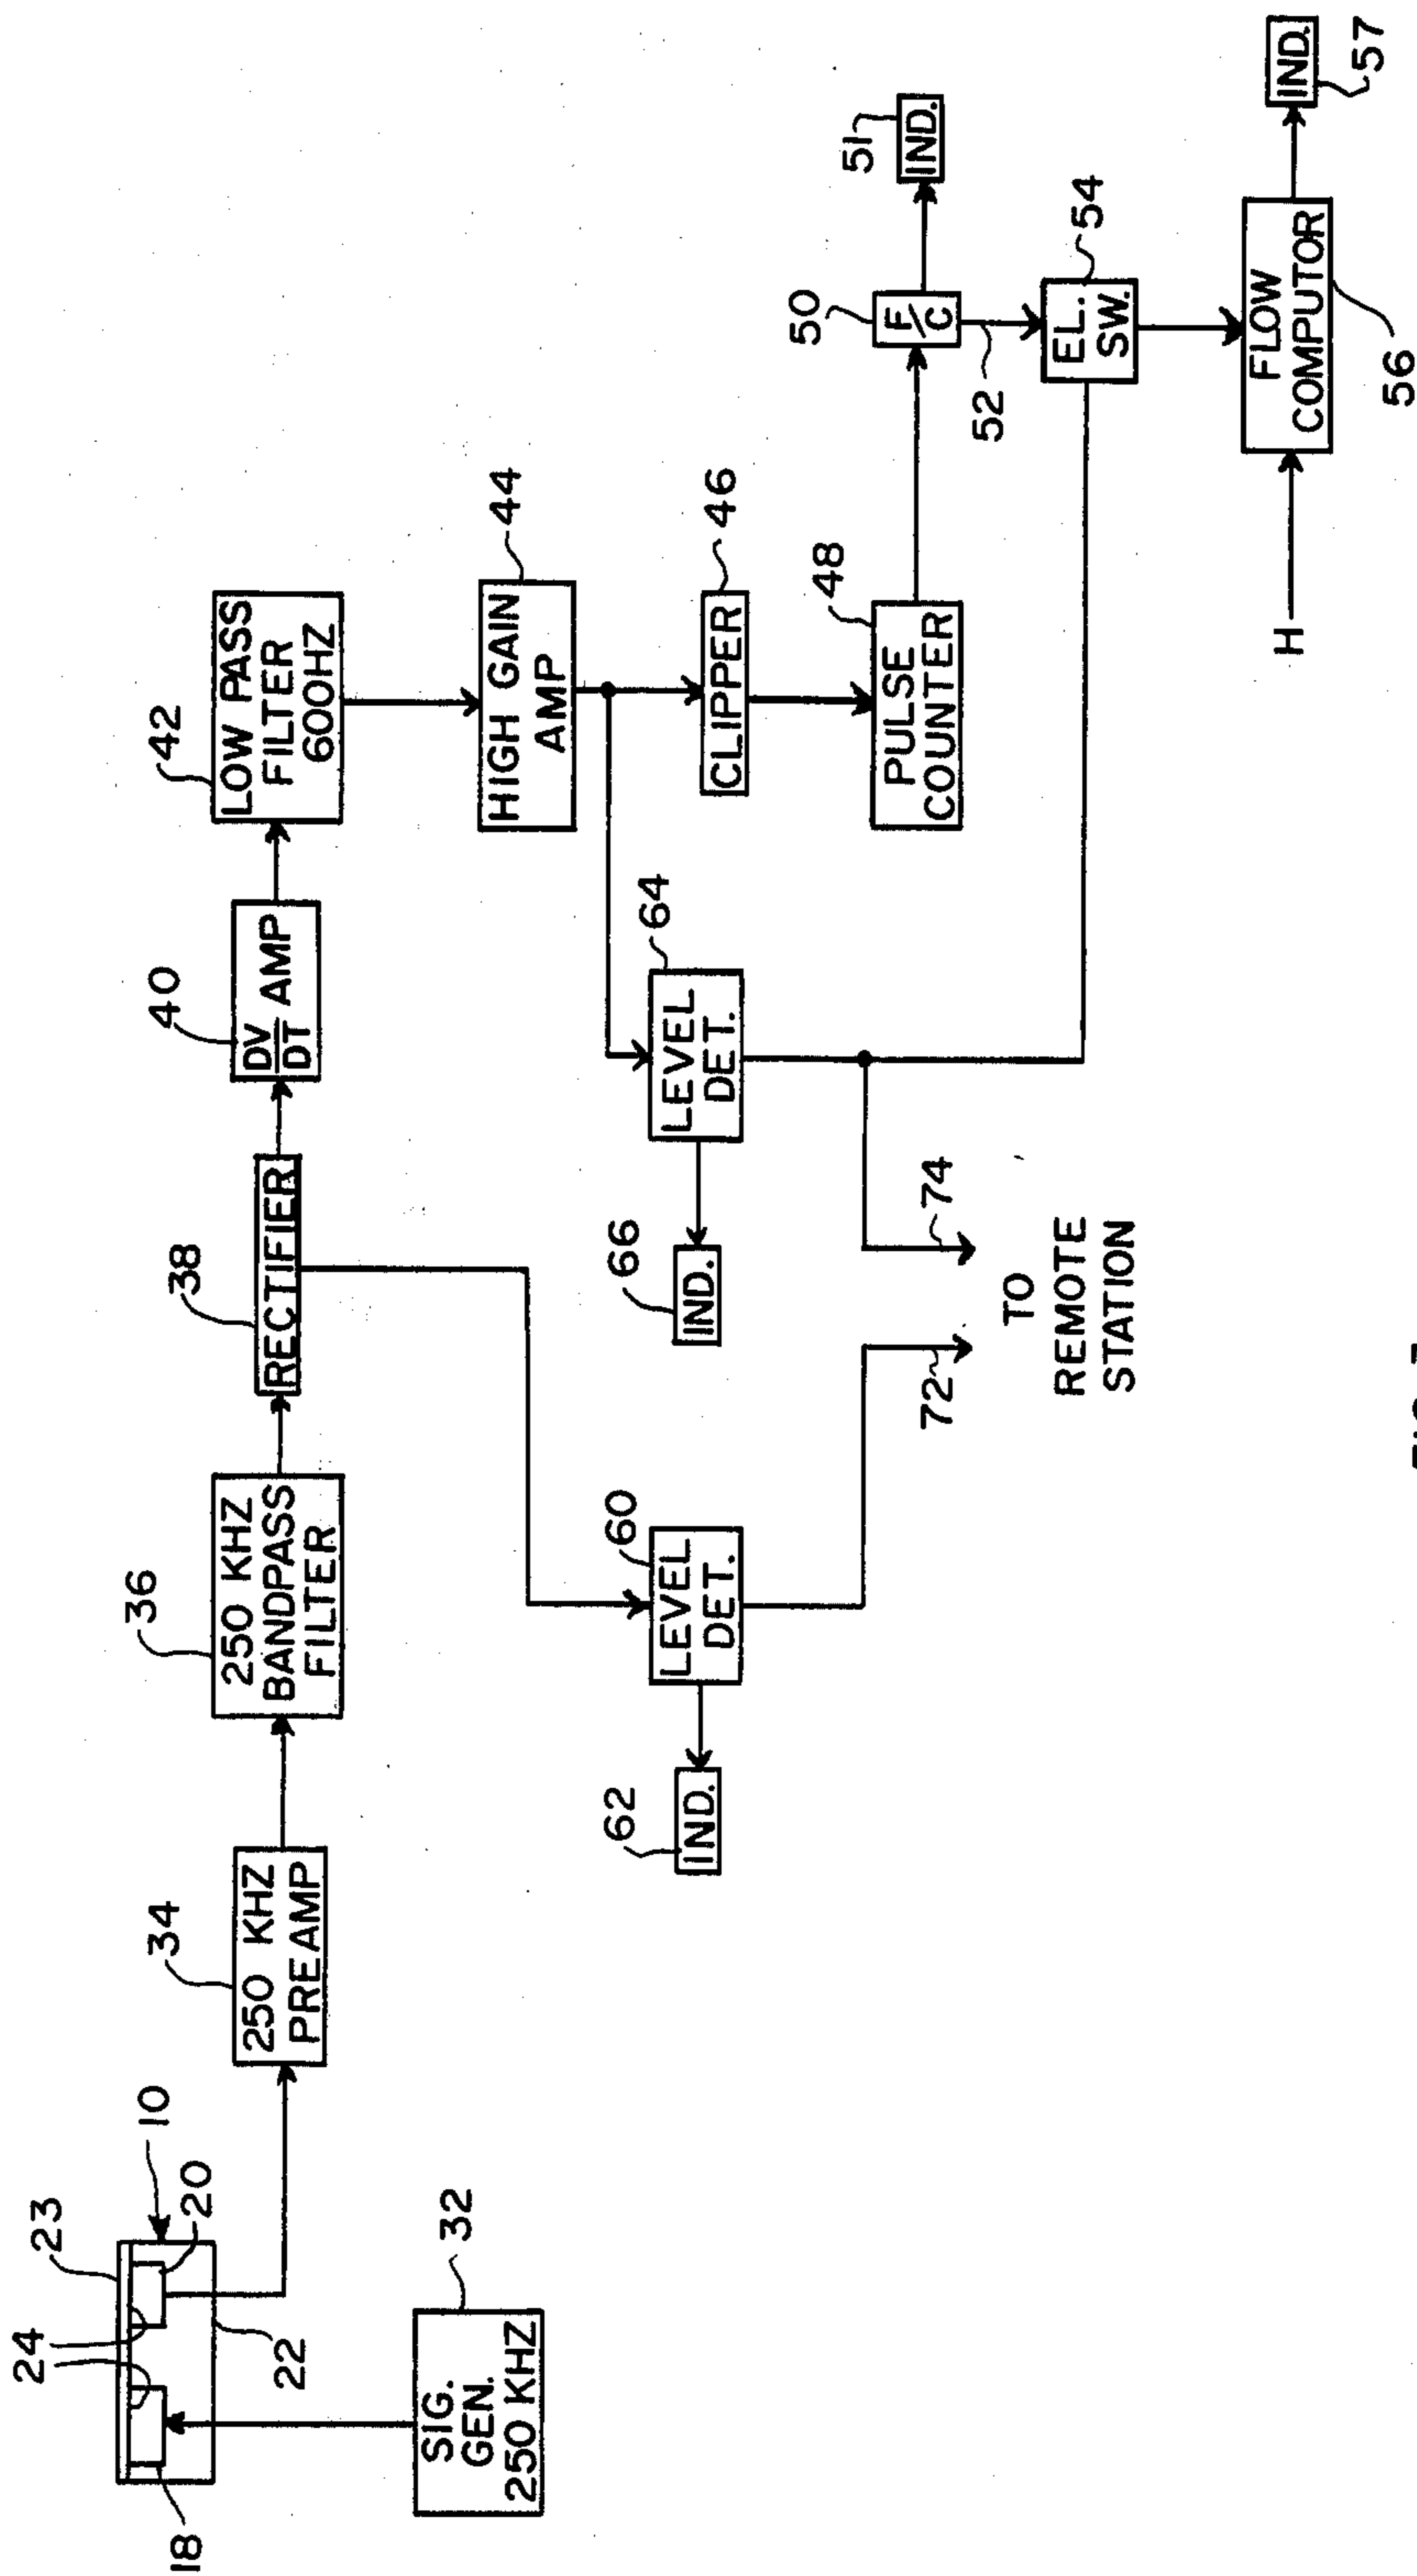 18
24
23
10
20
22
32
SIG.
GEN.
250 KHZ
34
250 KHZ
PREAMP
36
250 KHZ
BANDPASS
FILTER
38
RECTIFIER
40
DV
DT
AMP
42
LOW PASS
FILTER
600HZ
44
HIGH GAIN
AMP
46
CLIPPER
48
PULSE
COUNTER
50
F/C
51
IND.
52
54
EL.
SW.
H
FLOW
COMPUTOR
56
IND.
57
62
IND.
60
LEVEL
DET.
66
IND.
64
LEVEL
DET.
72
74
TO
REMOTE
STATION